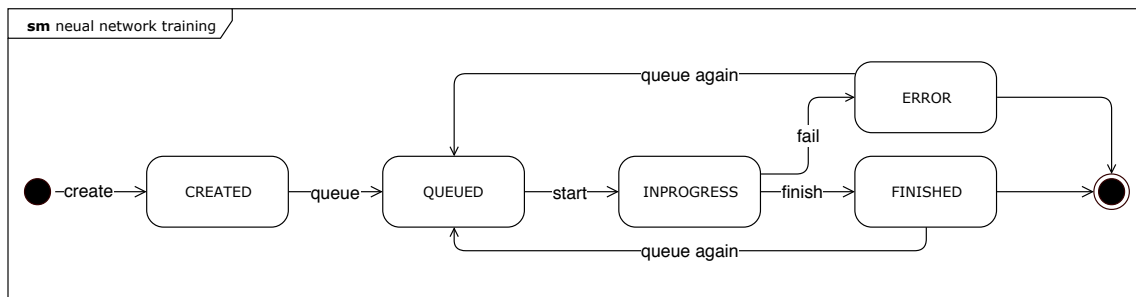 sm neual network training
queue again
ERROR
fail
create
CREATED
queue
QUEUED
start
INPROGRESS
finish
FINISHED
queue again